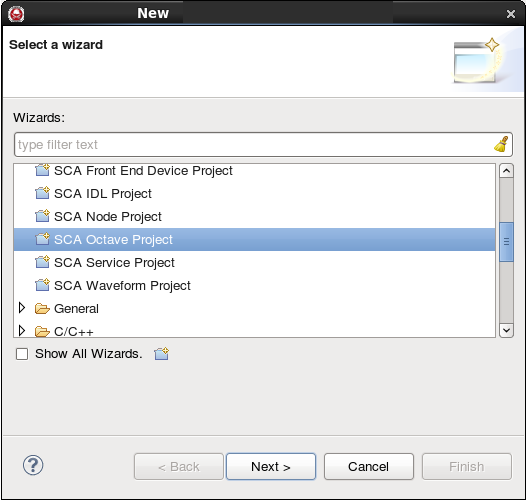 New
Select a wizard
Wizards:
type filter text
SCA Front End Device Project
SCA IDL Project
SCA Node Project
SCA Octave Project
SCA Service Project
SCA Waveform Project
General
C/C++
Show All Wizards.
? < Back Next > Cancel Finish